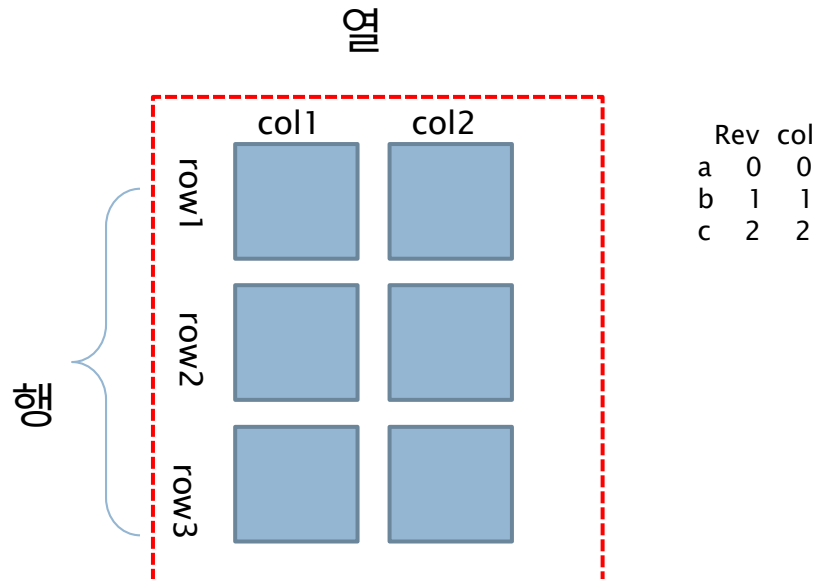 열
col1 col2
row1
row2
row3
행
Rev col
a 0 0
b 1 1
c 2 2